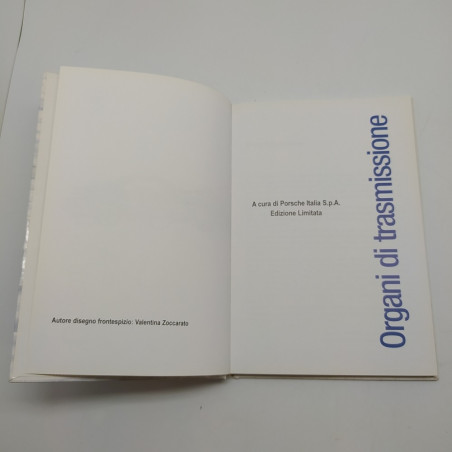 Autore disegno frontespizio: Valentina Zoccarato
A cura di Porsche Italia S.p.A.
Edizione Limitata
Organi di trasmissione